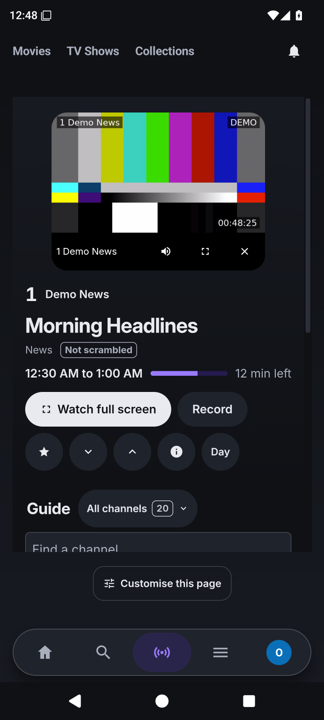 12:48
Movies TV Shows Collections
1 Demo News DEMO
00:48:25
1 Demo News
1 Demo News
Morning Headlines
News Not scrambled
12:30 AM to 1:00 AM 12 min left
Watch full screen Record
Day
Guide All channels 20
Find a channel
Customise this page
0